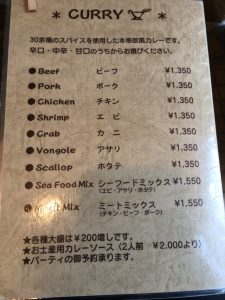 * CURRY *
30余種のスパイスを使用した本格欧風カレーです。
辛口・中辛・甘口のうちからお選びください。
● Beef ビーフ ¥1,350
● Pork ポーク ¥1,350
● Chicken チキン ¥1,350
● Shrimp エビ ¥1,350
● Crab カニ ¥1,350
● Vongole アサリ ¥1,350
● Scallop ホタテ ¥1,350
● Sea Food Mix シーフードミックス ¥1,550
(エビ・アサリ・ホタテ)
Mix ミートミックス ¥1,550
(チキン・ビーフ・ポーク)
★各種大盛は¥200増しです。
★お土産用カレーソース(2人前 ¥2,000より)
★パーティの御予約承ります。